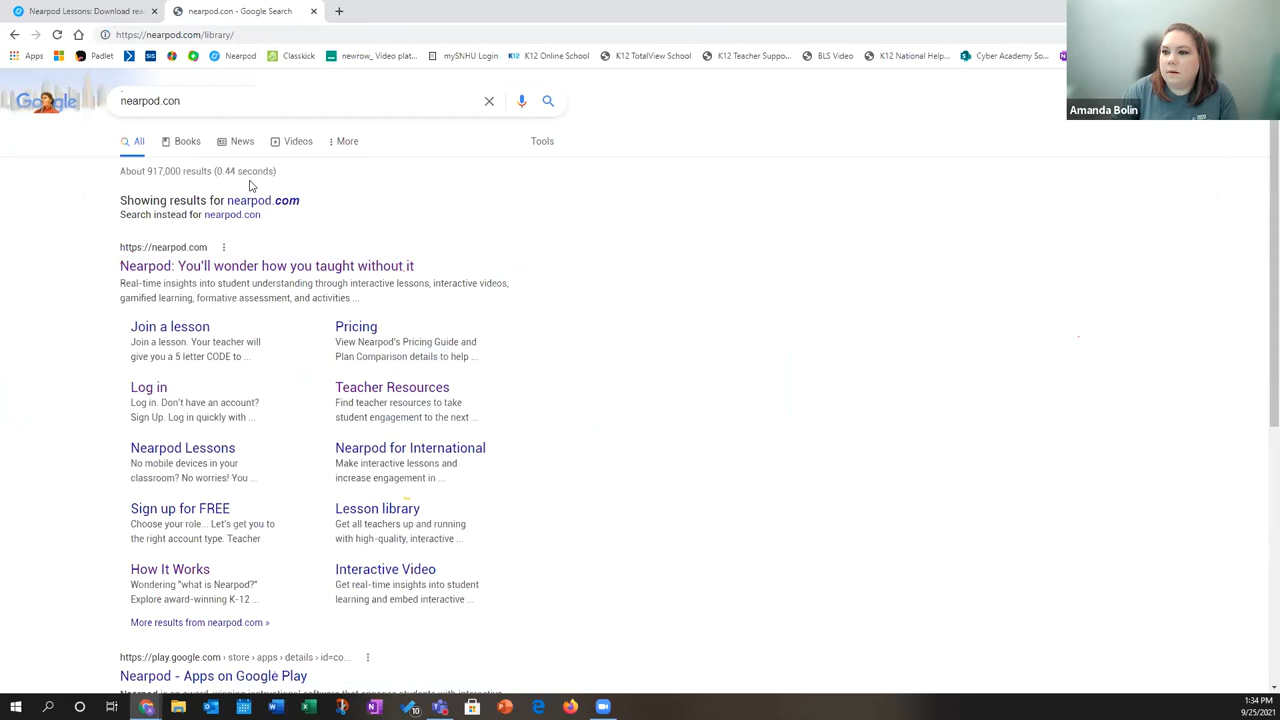 Nearpod Lessons: Download rea
nearpod.con - Google Search
https://nearpod.com/library/
Apps
Padlet
SIS
Nearpod
Classkick
newrow_ Video plat...
mySNHU Login
K12 Online School
K12 TotalView School
K12 Teacher Suppo...
BLS Video
K12 National Help...
Cyber Academy So...
Amanda Bolin
Google
nearpod.con
All
Books
News
Videos
More
Tools
About 917,000 results (0.44 seconds)
Showing results for nearpod.com
Search instead for nearpod.con
https://nearpod.com
Nearpod: You'll wonder how you taught without it
Real-time insights into student understanding through interactive lessons, interactive videos,
gamified learning, formative assessment, and activities ...
Join a lesson
Join a lesson. Your teacher will
give you a 5 letter CODE to ...
Pricing
View Nearpod's Pricing Guide and
Plan Comparison details to help ...
Log in
Log in. Don't have an account?
Sign Up. Log in quickly with ...
Teacher Resources
Find teacher resources to take
student engagement to the next ...
Nearpod Lessons
No mobile devices in your
classroom? No worries! You ...
Nearpod for International
Make interactive lessons and
increase engagement in ...
Sign up for FREE
Choose your role... Let's get you to
the right account type. Teacher
Lesson library
Get all teachers up and running
with high-quality, interactive ...
How It Works
Wondering "what is Nearpod?"
Explore award-winning K-12 ...
Interactive Video
Get real-time insights into student
learning and embed interactive ...
More results from nearpod.com »
https://play.google.com › store › apps › details › id=co...
Nearpod - Apps on Google Play
1:34 PM
9/25/2021